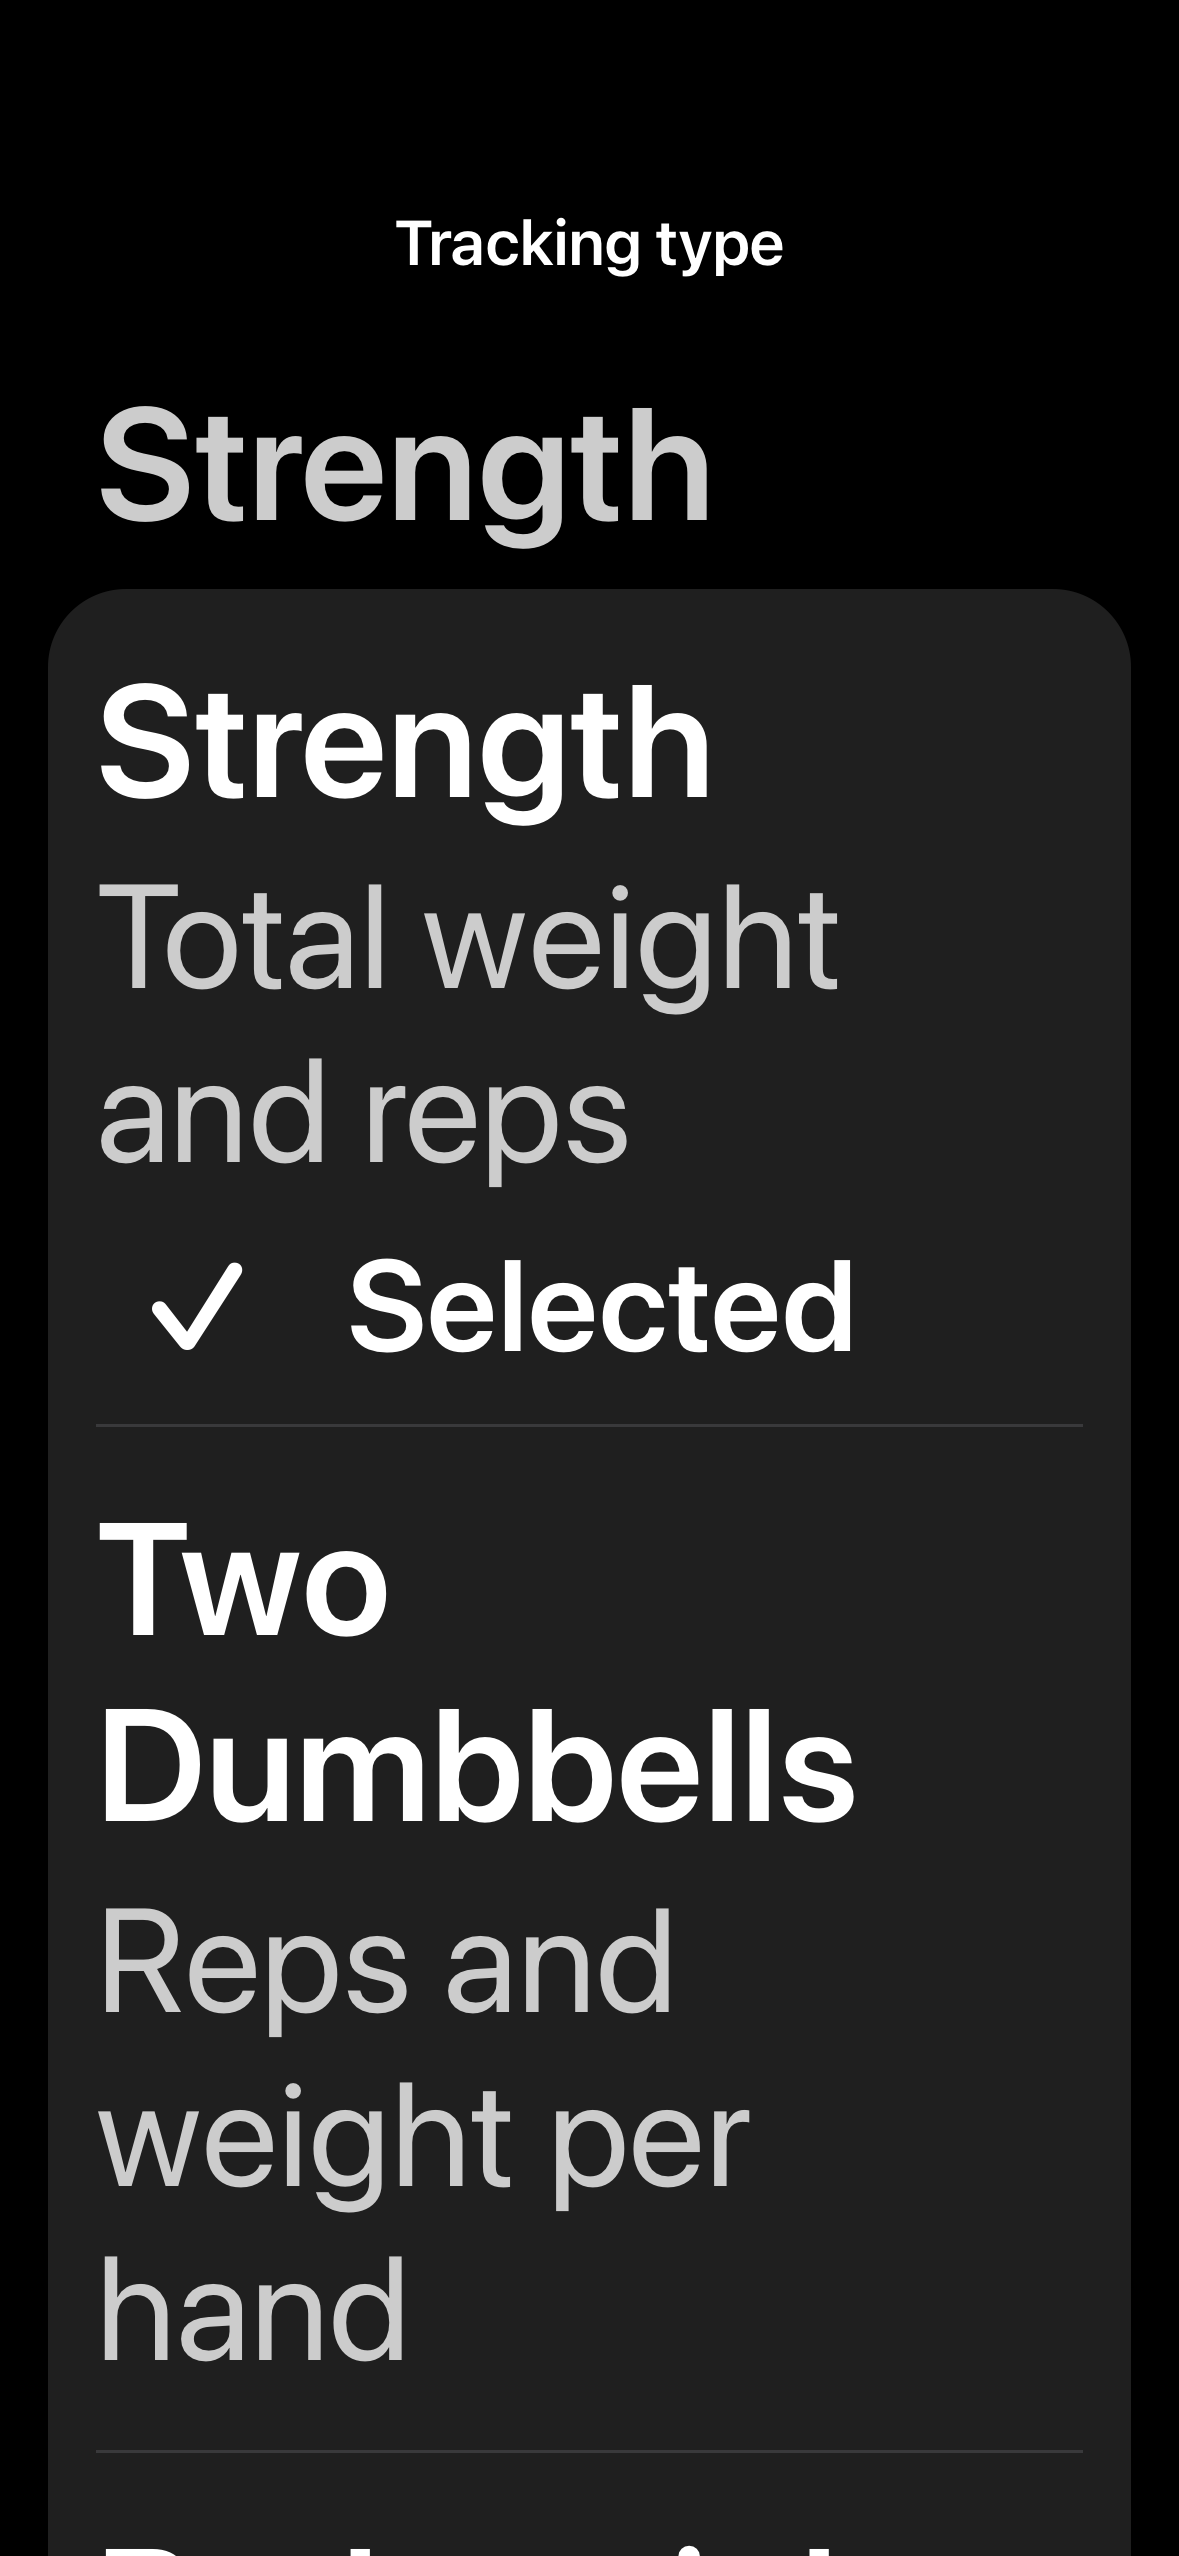 Tracking type
Strength
Strength
Total weight
and reps
Selected
Two
Dumbbells
Reps and
weight per
hand